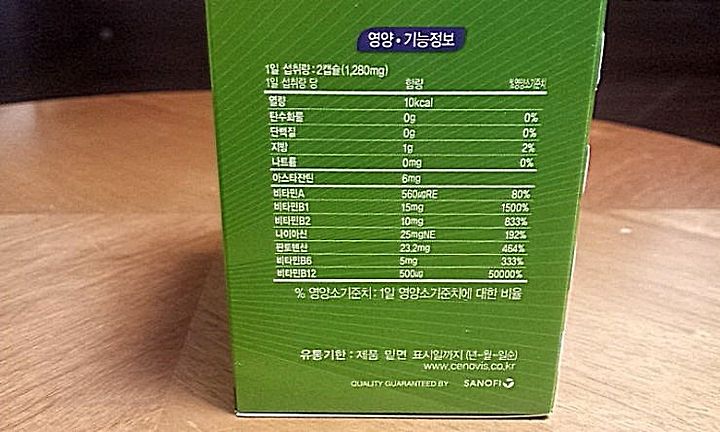 영양·기능정보
1일 섭취량:2캡슐(1,280mg)
1일 섭취량 당 함량 %영양소기준치
열량 10kcal
탄수화물 0g 0%
단백질 0g 0%
지방 1g 2%
나트륨 0mg 0%
아스타잔틴 6mg
비타민A 560㎍RE 80%
비타민B1 15mg 1500%
비타민B2 10mg 833%
나이아신 25mgNE 192%
판토텐산 23.2mg 464%
비타민B6 5mg 333%
비타민B12 500㎍ 50000%
% 영양소기준치 : 1일 영양소기준치에 대한 비율
유통기한 : 제품 밑면 표시일까지 (년-월-일순)
www.cenovis.co.kr
QUALITY GUARANTEED BY SANOFI